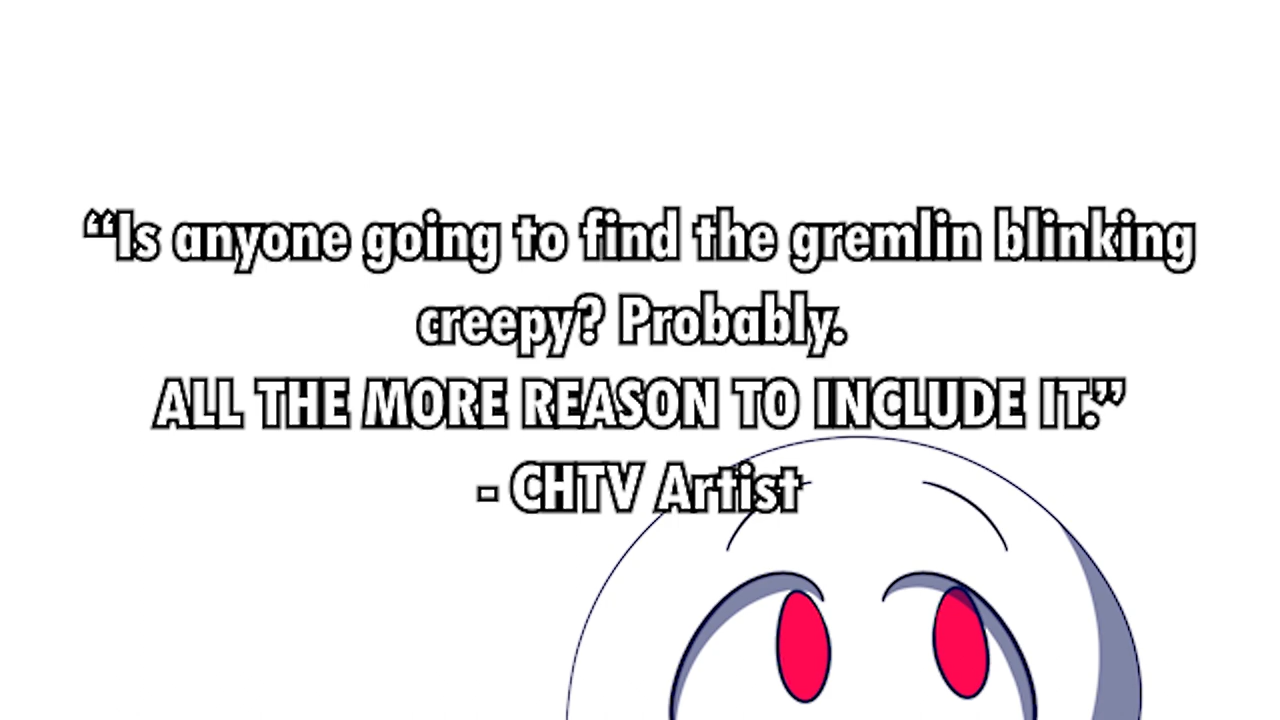 “Is anyone going to find the gremlin blinking
creepy? Probably.
ALL THE MORE REASON TO INCLUDE IT.”
- CHTV Artist